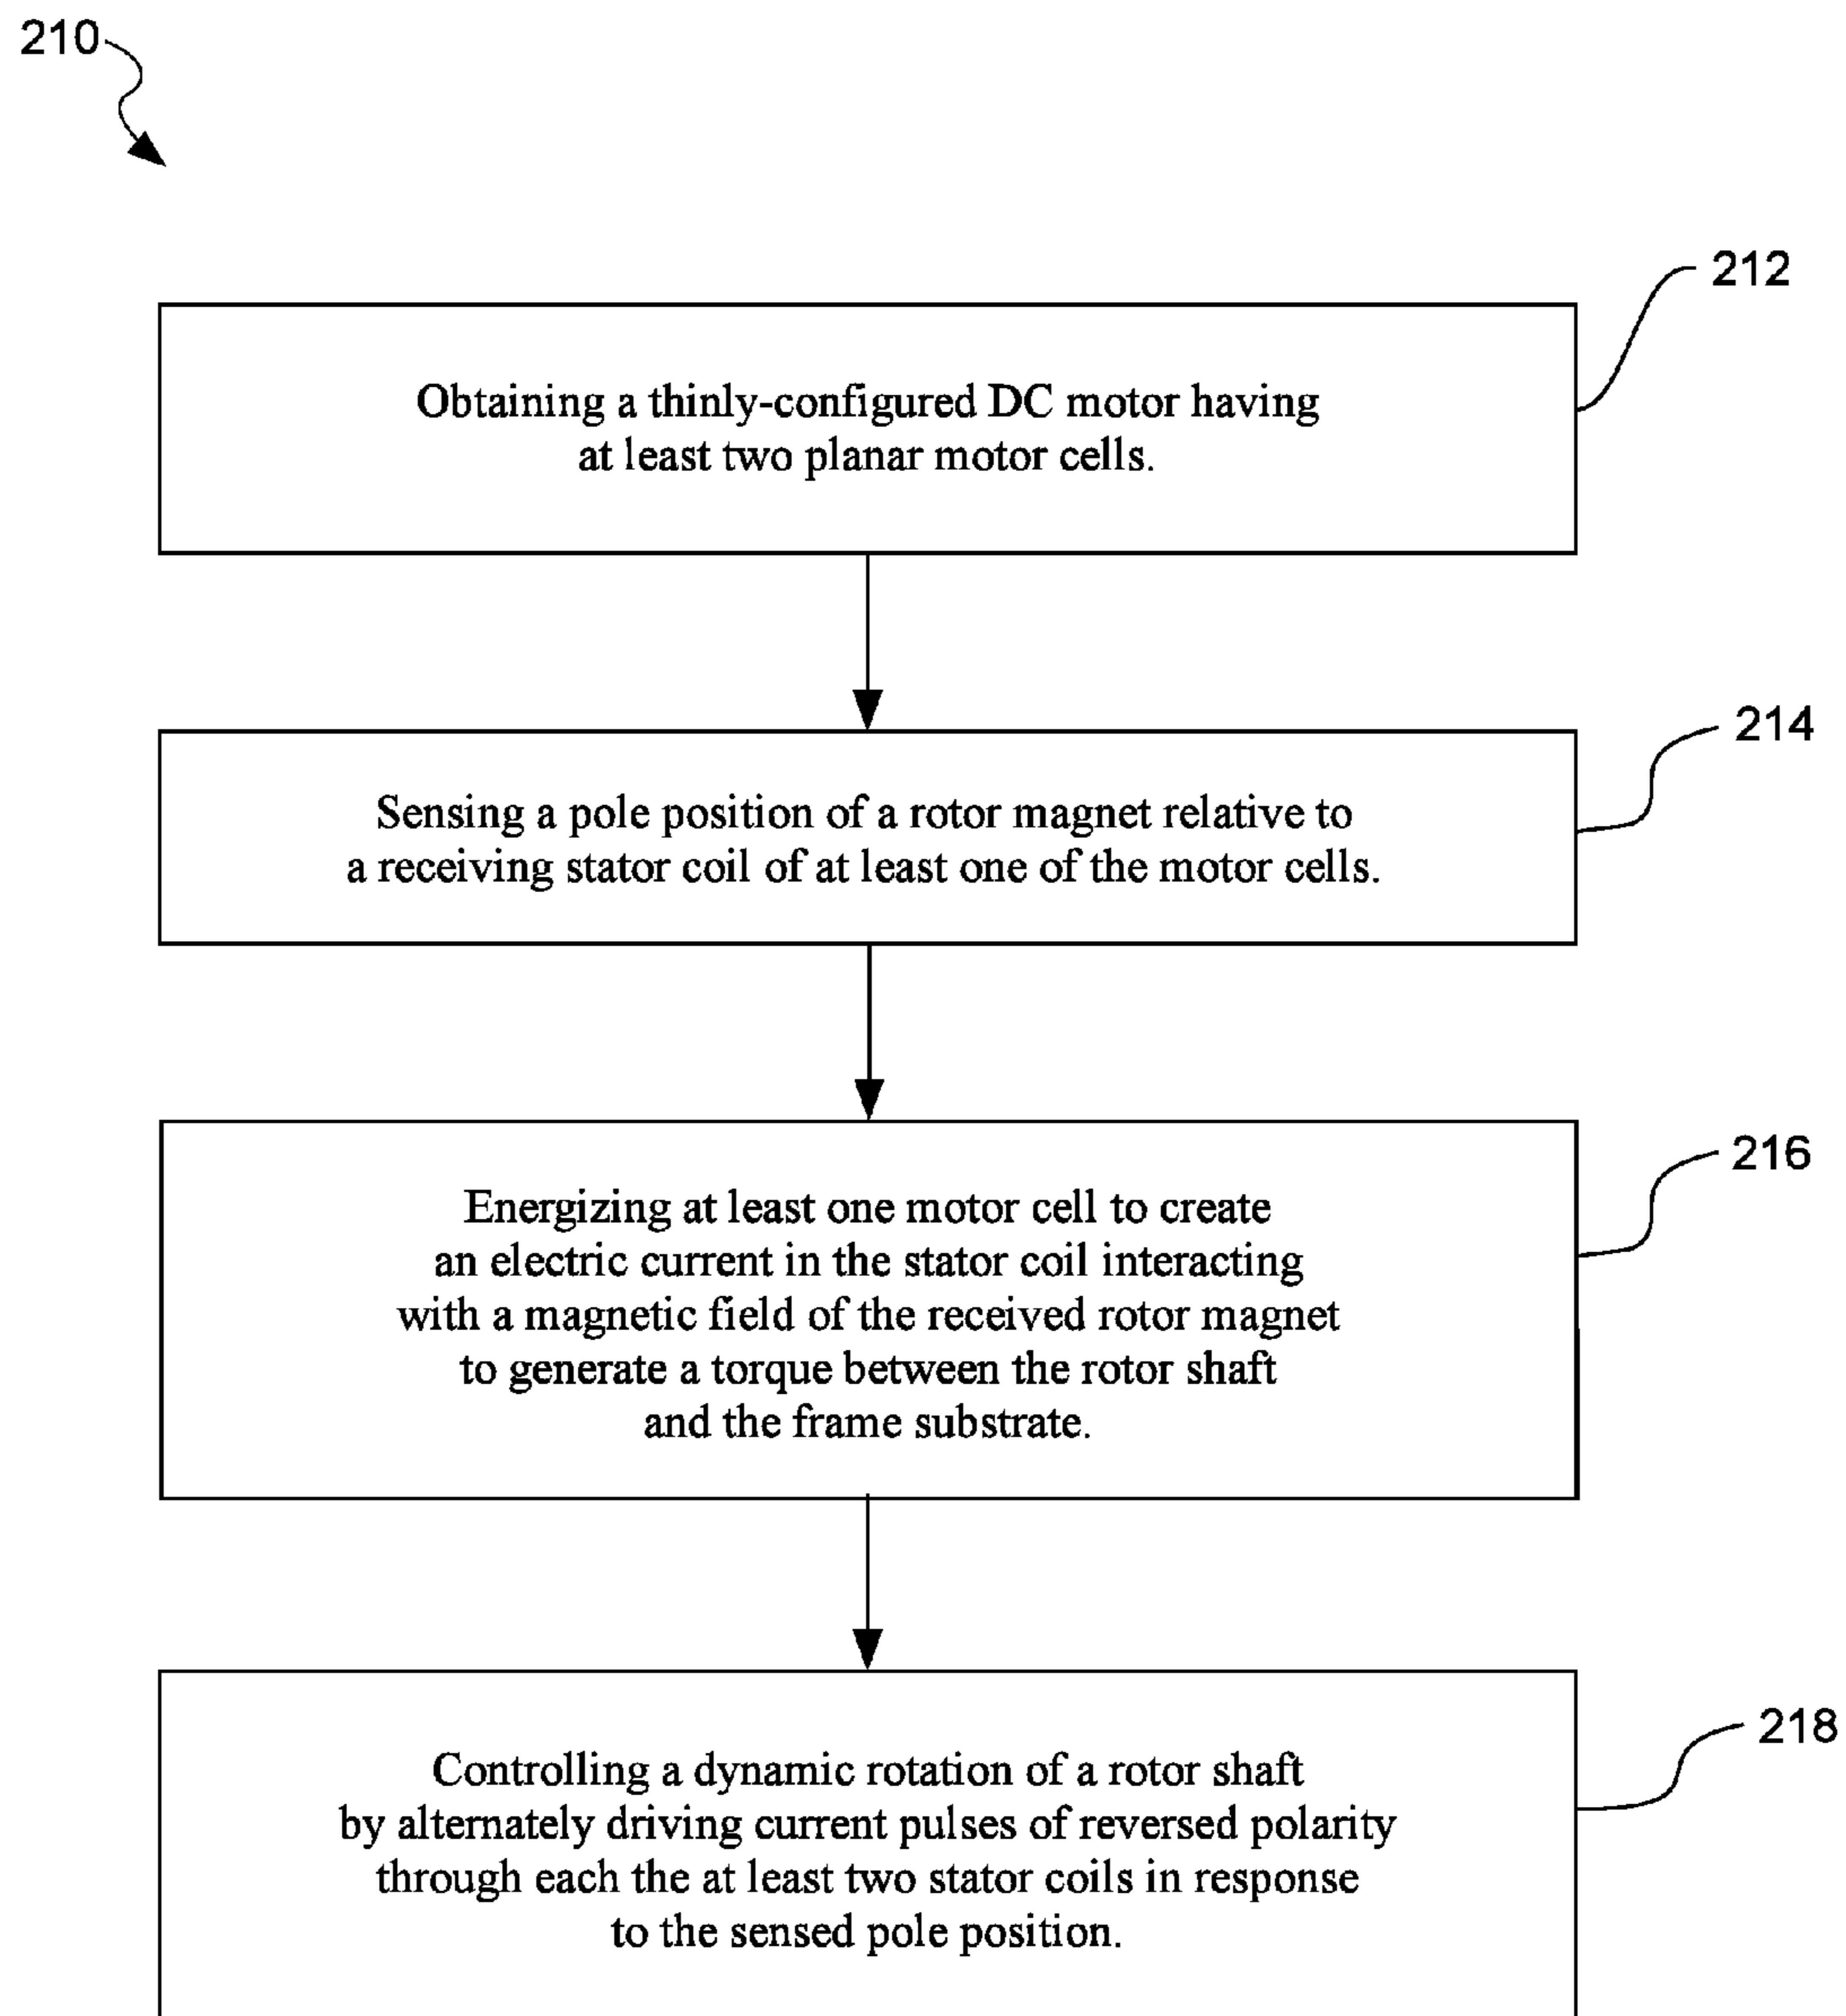 210
212
Obtaining a thinly-configured DC motor having
at least two planar motor cells.
214
Sensing a pole position of a rotor magnet relative to
a receiving stator coil of at least one of the motor cells.
216
Energizing at least one motor cell to create
an electric current in the stator coil interacting
with a magnetic field of the received rotor magnet
to generate a torque between the rotor shaft
and the frame substrate.
218
Controlling a dynamic rotation of a rotor shaft
by alternately driving current pulses of reversed polarity
through each the at least two stator coils in response
to the sensed pole position.